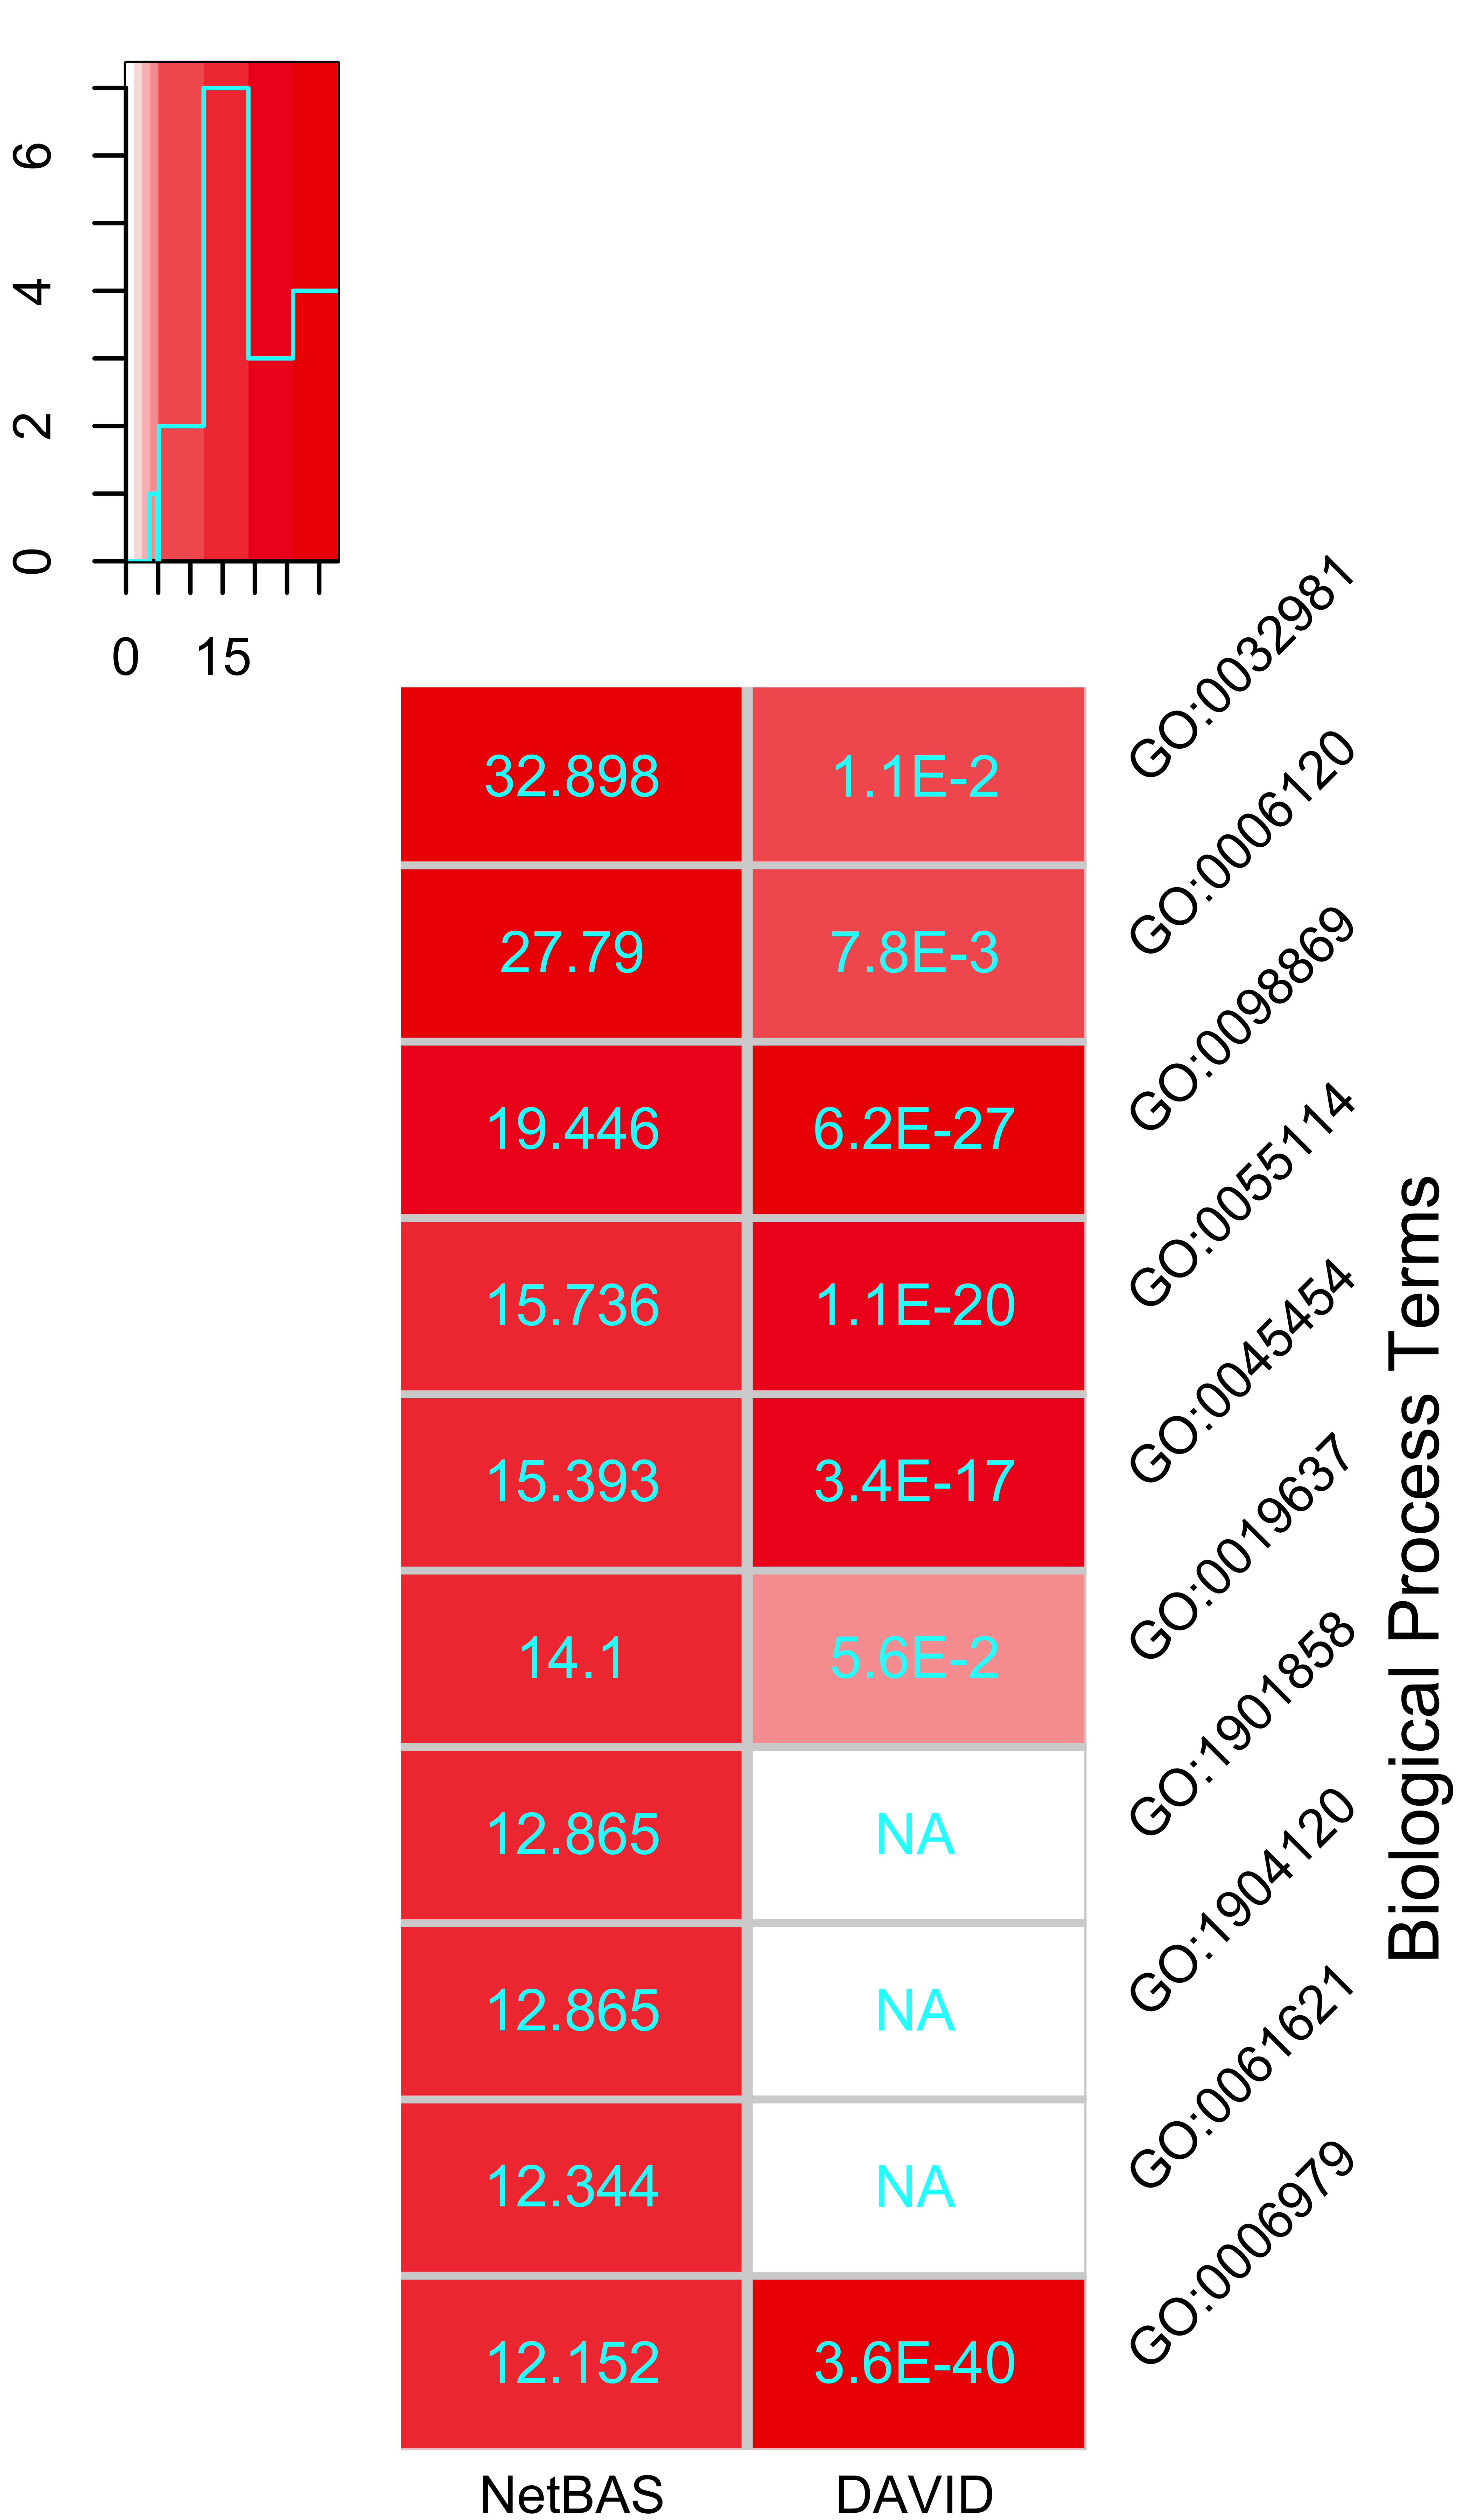 6
4
2
0
0 15
GO:0032981
32.898 1.1E-2
GO:0006120
27.79 7.8E-3
GO:0098869
19.446 6.2E-27
GO:0055114
15.736 1.1E-20
GO:0045454
15.393 3.4E-17
GO:0019637
14.1 5.6E-2
GO:1901858
12.865 NA
GO:1904120
12.865 NA
GO:0061621
12.344 NA
GO:0006979
12.152 3.6E-40
NetBAS DAVID
Biological Process Terms